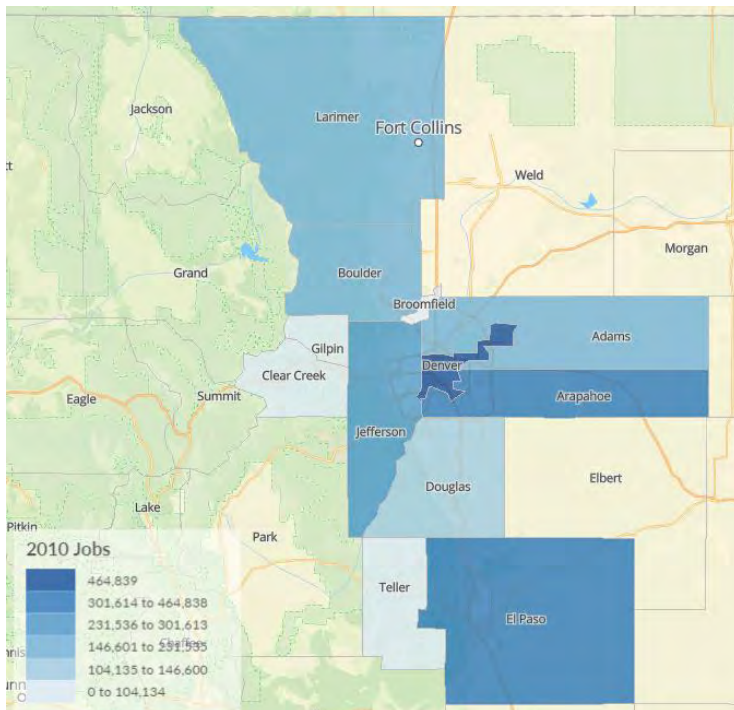 Jackson
Larimer
Fort Collins
Weld
Morgan
Grand
Boulder
Broomfield
Gilpin
Adams
Denver
Clear Creek
Summit
Eagle
Arapahoe
Jefferson
Douglas
Elbert
Lake
Pitkin
Park
Teller
El Paso
2010 Jobs
464,839
301,614 to 464,838
231,536 to 301,613
146,601 to 231,535
104,135 to 146,600
0 to 104,134